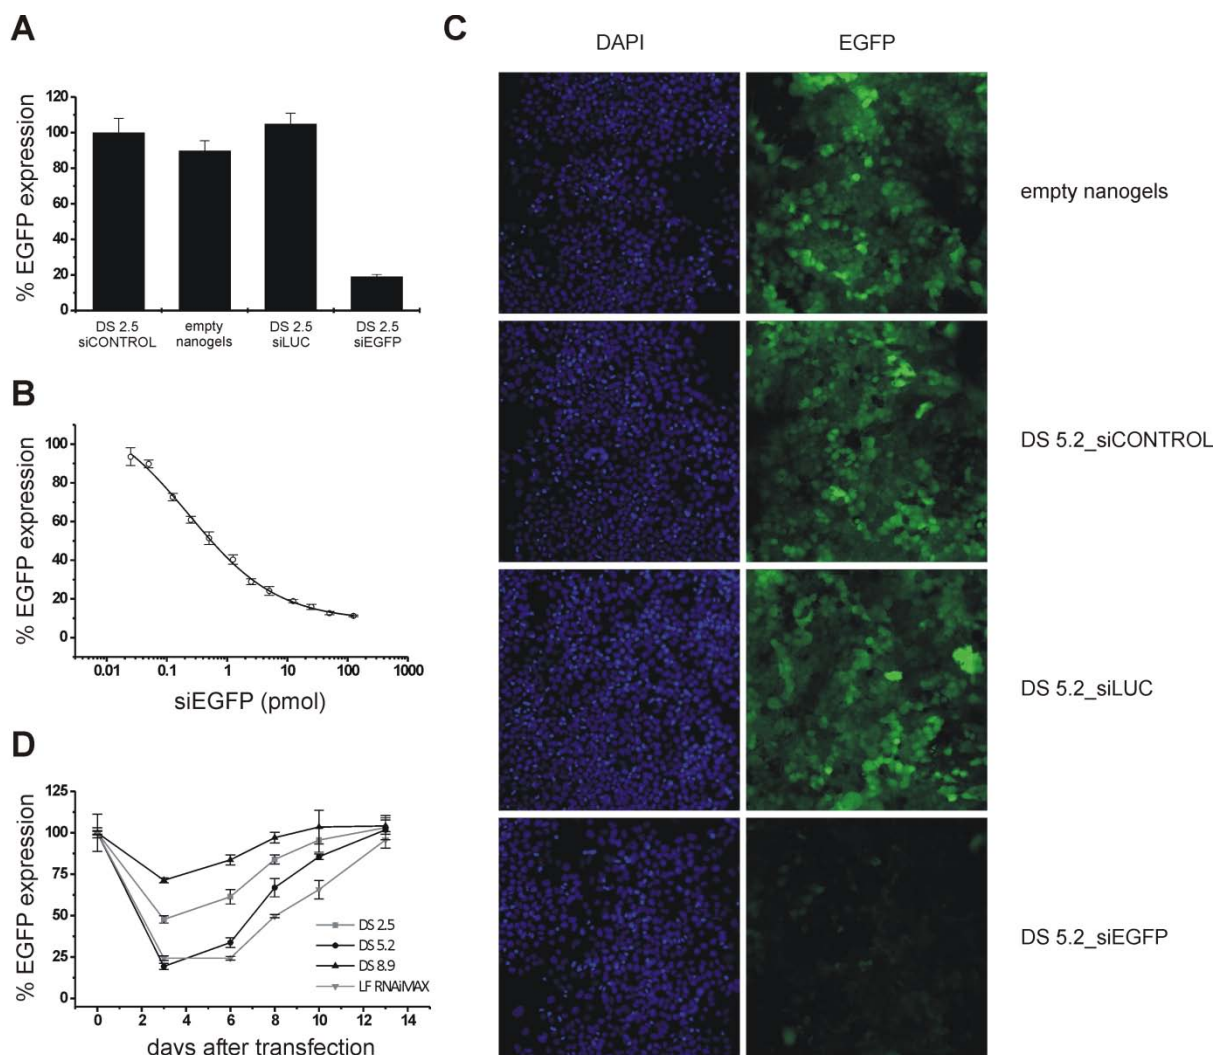 A
% EGFP expression
120
100
80
60
40
20
0
DS 2.5
siCONTROL
empty
nanogels
DS 2.5
siLUC
DS 2.5
siEGFP
B
% EGFP expression
100
80
60
40
20
0
0.01
0.1
1
10
100
1000
siEGFP (pmol)
D
% EGFP expression
125
100
75
50
25
0
DS 2.5
DS 5.2
DS 8.9
LF RNAiMAX
0
2
4
6
8
10
12
14
days after transfection
C
DAPI
EGFP
empty nanogels
DS 5.2_siCONTROL
DS 5.2_siLUC
DS 5.2_siEGFP